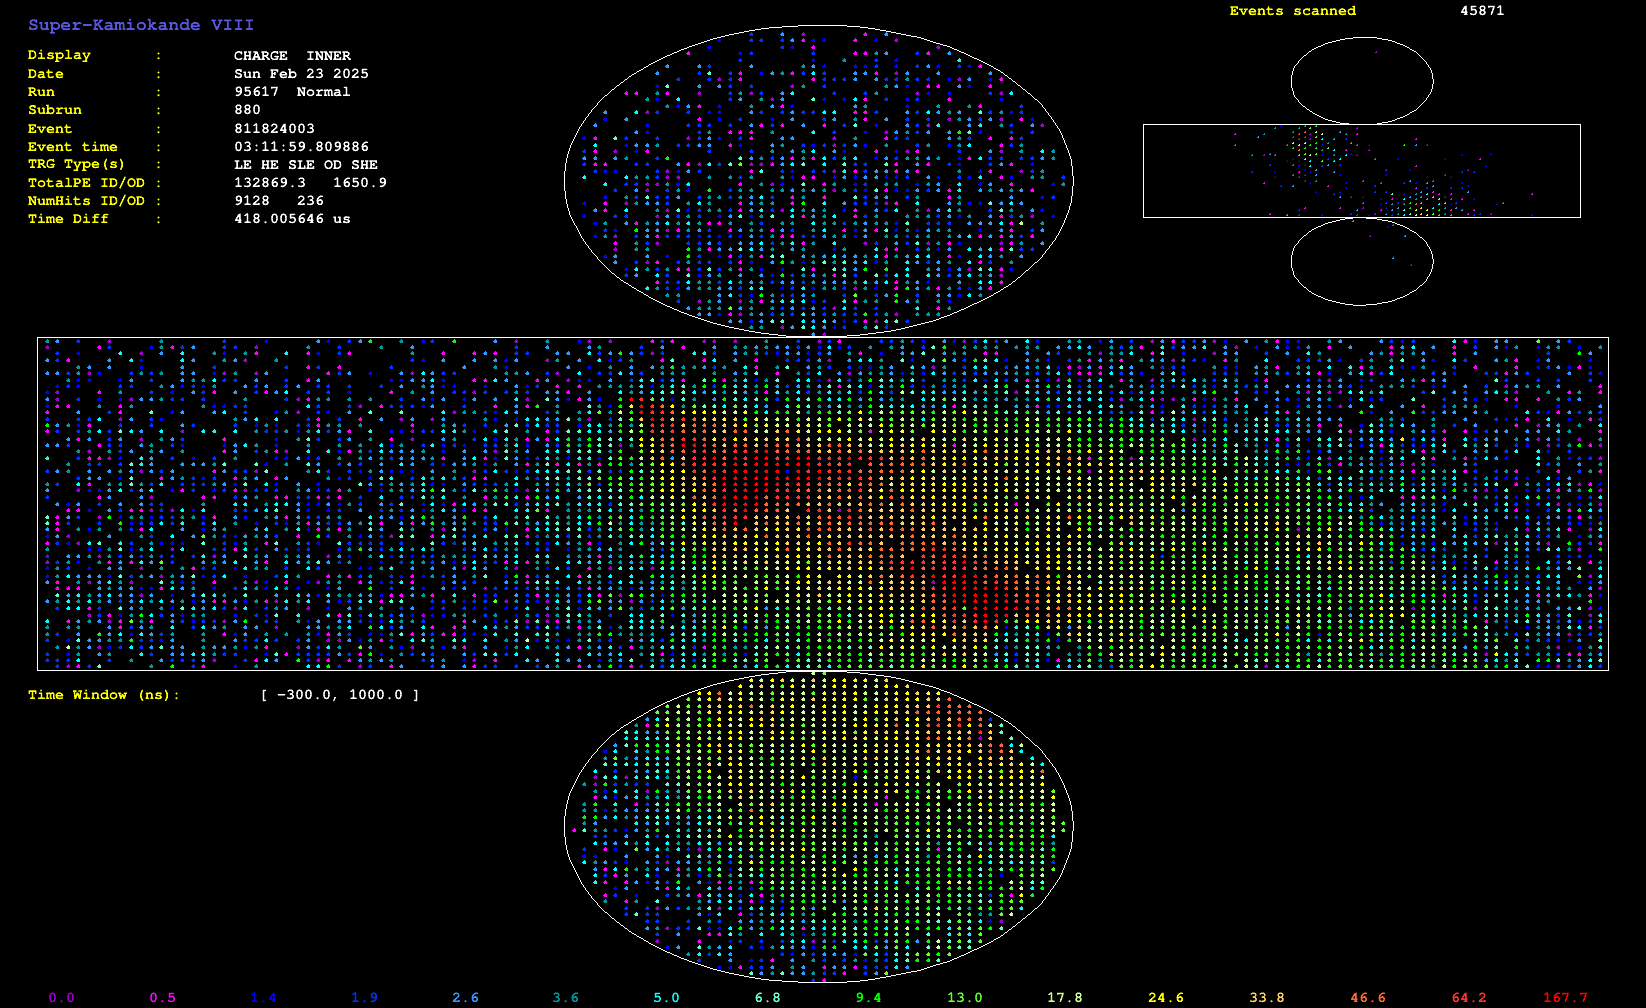 Super-Kamiokande VIII
Events scanned 45871
Display : CHARGE INNER
Date : Sun Feb 23 2025
Run : 95617 Normal
Subrun : 880
Event : 811824003
Event time : 03:11:59.809886
TRG Type(s) : LE HE SLE OD SHE
TotalPE ID/OD : 132869.3 1650.9
NumHits ID/OD : 9128 236
Time Diff : 418.005646 us
Time Window (ns): [ -300.0, 1000.0 ]
0.0 0.5 1.4 1.9 2.6 3.6 5.0 6.8 9.4 13.0 17.8 24.6 33.8 46.6 64.2 167.7